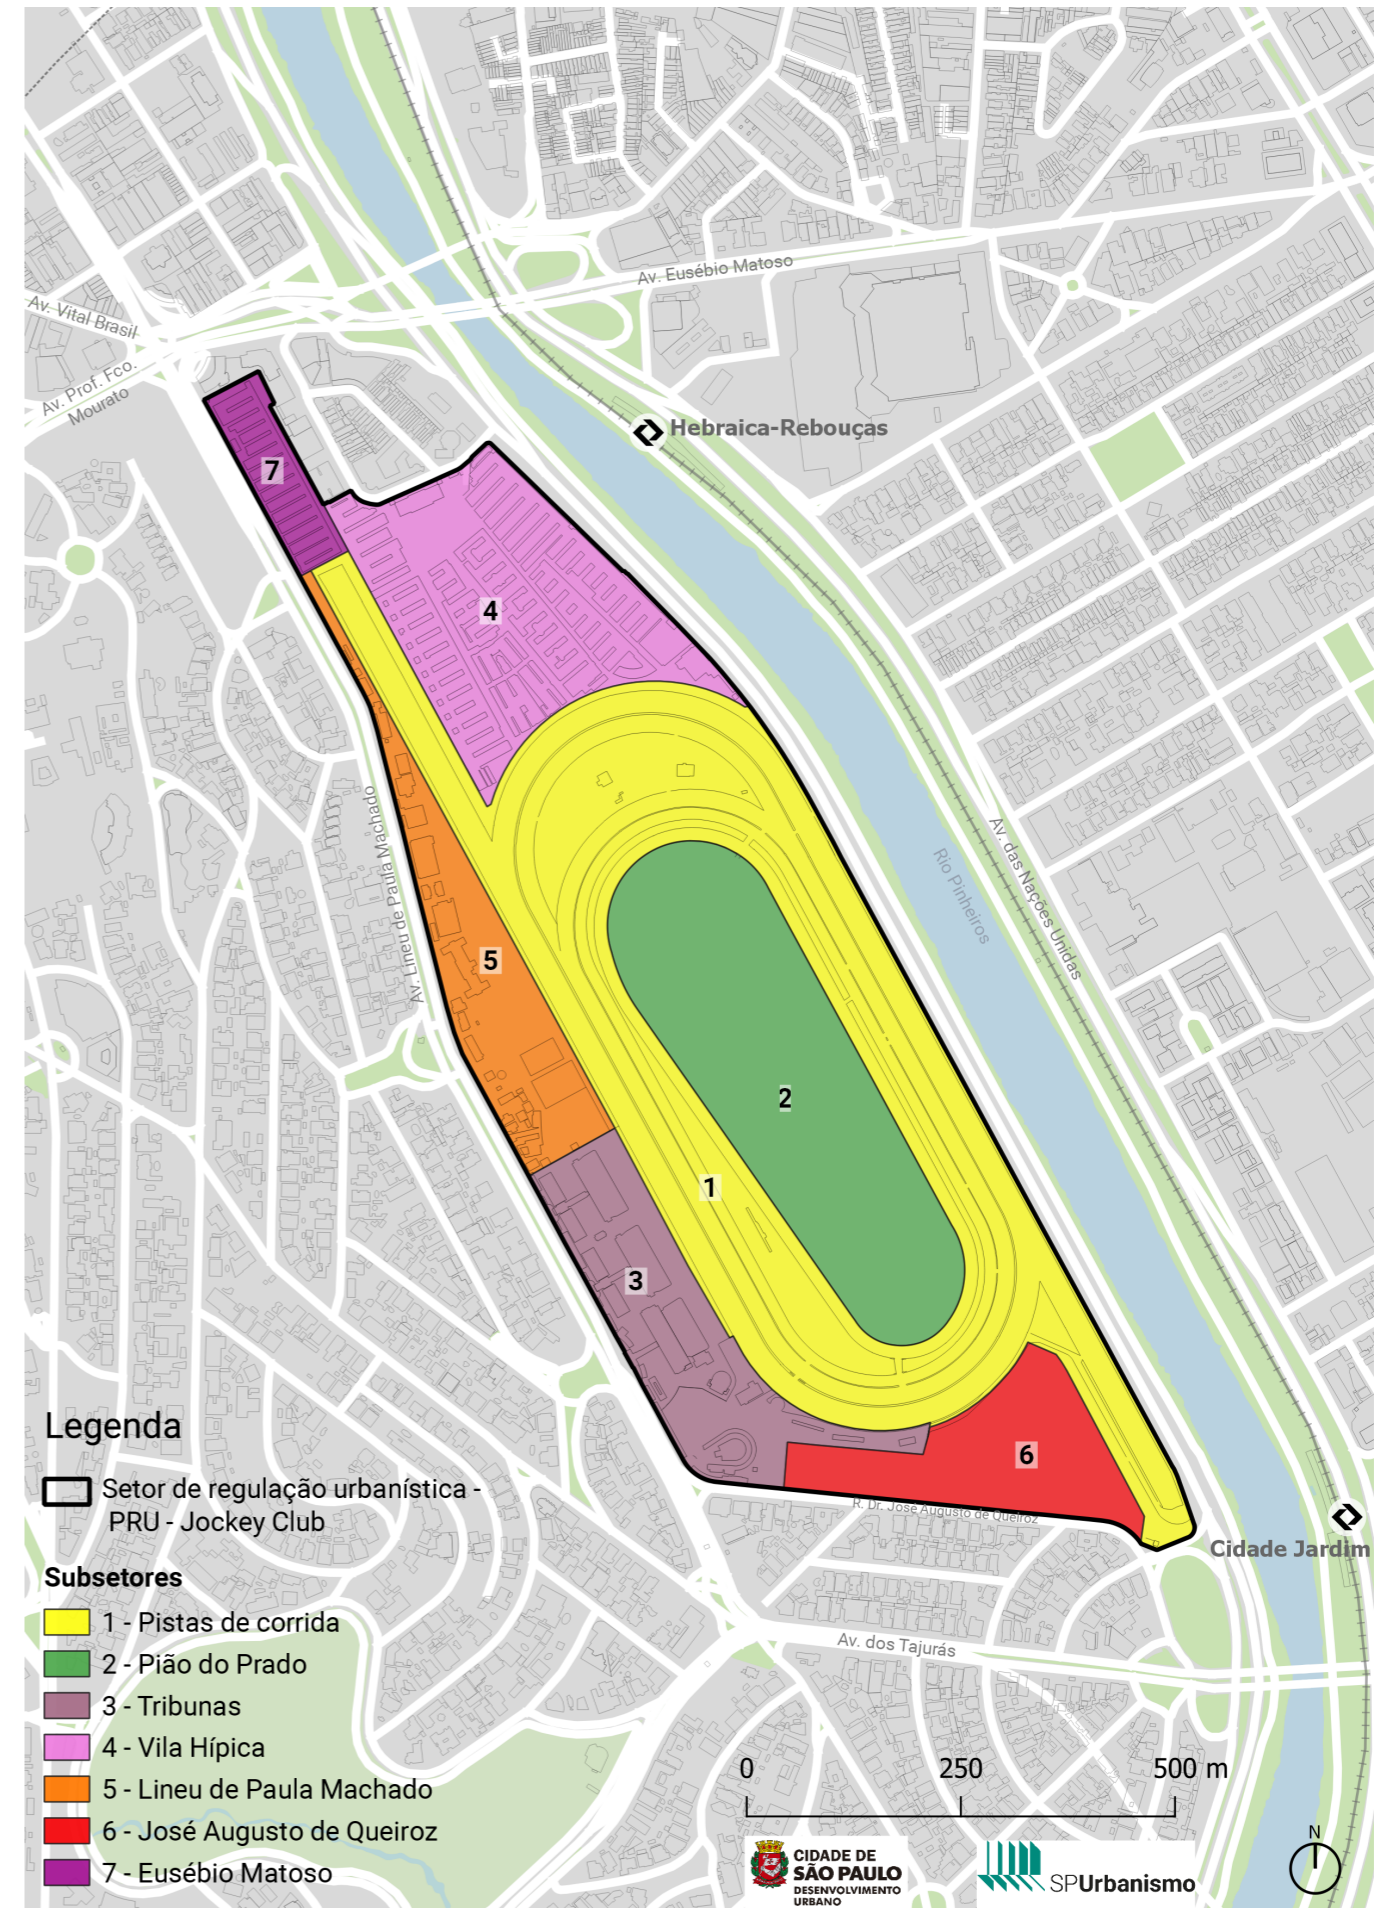 Av. Eusébio Matoso
Av. Vital Brasil
Av. Prof. Fco.
Mourato
Hebraica-Rebouças
7
4
Av. Lineu de Paula Machado
Av. das Nações Unidas
Rio Pinheiros
5
2
1
3
6
R. Dr. José Augusto de Queiroz
Cidade Jardim
Av. dos Tajurás
Legenda
Setor de regulação urbanística -
PRU - Jockey Club
Subsetores
1 - Pistas de corrida
2 - Pião do Prado
3 - Tribunas
4 - Vila Hípica
5 - Lineu de Paula Machado
6 - José Augusto de Queiroz
7 - Eusébio Matoso
0 250 500 m
CIDADE DE
SÃO PAULO
DESENVOLVIMENTO
URBANO
SPUrbanismo
N